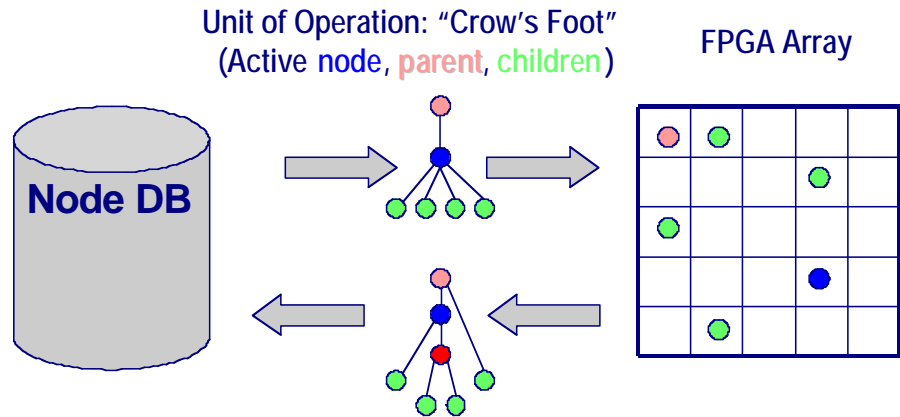 Unit of Operation: “Crow’s Foot”
(Active node, parent, children)
FPGA Array
Node DB